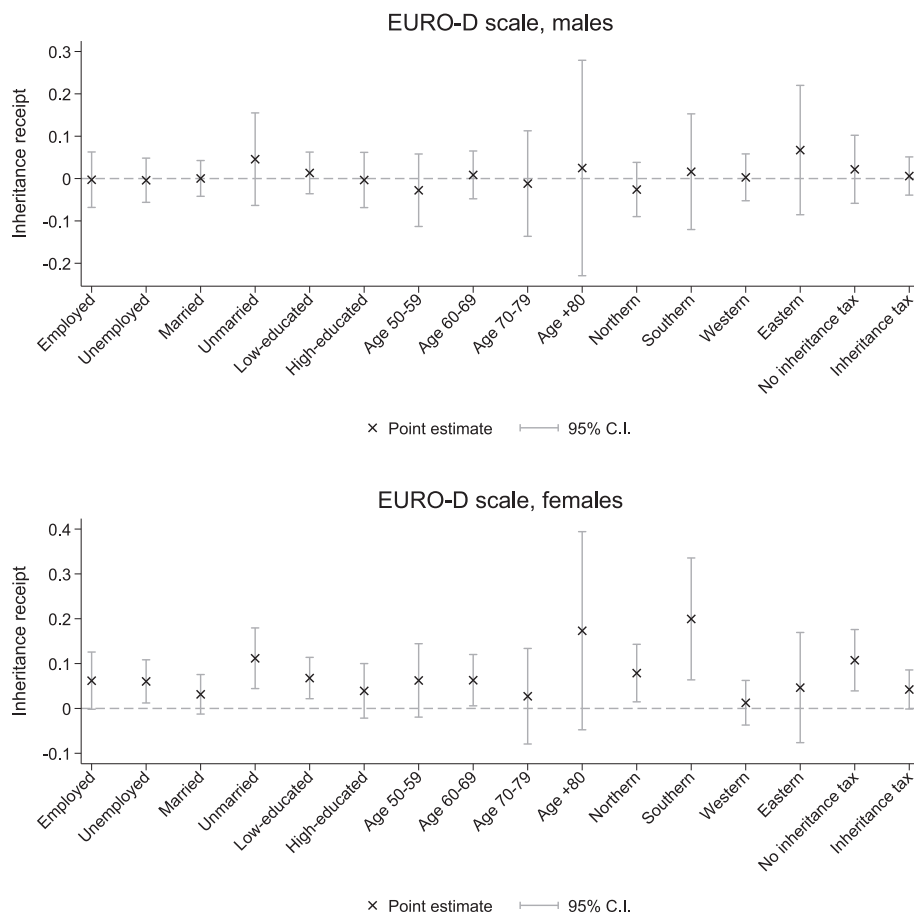 EURO-D scale, males
Inheritance receipt
0.3
0.2
0.1
0
-0.1
-0.2
Employed
Unemployed
Married
Unmarried
Low-educated
High-educated
Age 50-59
Age 60-69
Age 70-79
Age +80
Northern
Southern
Western
Eastern
No inheritance tax
Inheritance tax
Point estimate
95% C.I.
EURO-D scale, females
Inheritance receipt
0.4
0.3
0.2
0.1
0
-0.1
Employed
Unemployed
Married
Unmarried
Low-educated
High-educated
Age 50-59
Age 60-69
Age 70-79
Age +80
Northern
Southern
Western
Eastern
No inheritance tax
Inheritance tax
Point estimate
95% C.I.